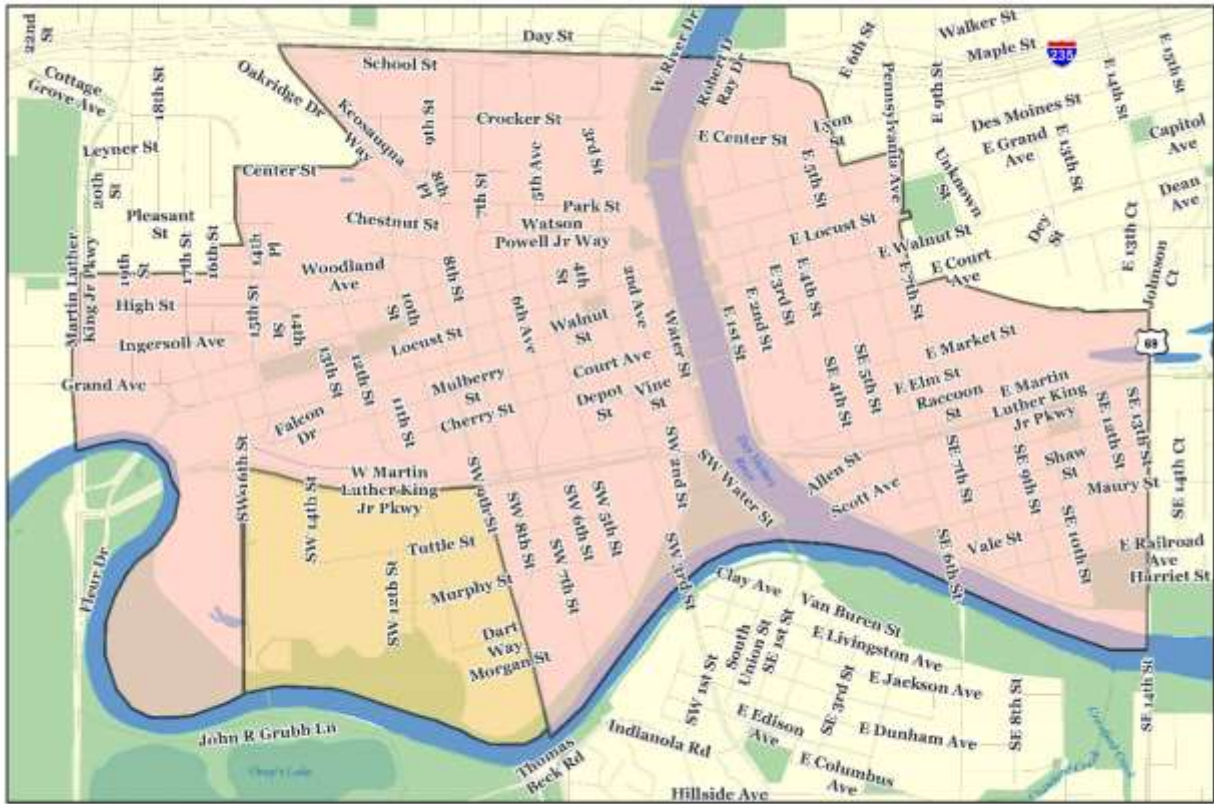 22nd
St
Day St
W River Dr
Robert D
Ray Dr
E 6th St
Walker St
Maple St
235
E 15th St
School St
Cottage
Grove Ave
18th St
Oakridge Dr
Keosauqua
Way
9th St
Crocker St
3rd St
5th Ave
E Center St
Lyon
St
Pennsylvania Ave
E 9th St
Des Moines St
E 14th St
E Grand
Ave
E 13th St
Capitol
Ave
Leyner St
20th
St
Center St
8th
Pl
7th St
E 5th St
Unknown
St
Dean
Ave
Pleasant
St
Chestnut St
Park St
Watson
Powell Jr Way
E Locust St
E Walnut St
E Court
Ave
Dey
St
E 13th Ct
Johnson
Ct
Martin Luther
King Jr Pkwy
19th
St
17th St
16th St
14th
Pl
Woodland
Ave
8th St
4th
St
2nd Ave
E 4th St
E 3rd St
E 2nd St
E 1st St
E 7th St
High St
15th St
14th
St
10th
St
6th Ave
Walnut
St
Water St
Ingersoll Ave
Locust St
E Market St
69
Grand Ave
13th St
12th St
Mulberry
St
Court Ave
SE 4th St
SE 5th St
E Elm St
Raccoon
St
E Martin
Luther King
Jr Pkwy
SE 12th St
SE 13th St
Falcon
Dr
11th St
Cherry St
Depot
St
Vine
St
Des Moines
River
SW 16th St
SW 14th St
W Martin
Luther King
Jr Pkwy
SW 9th St
SW 8th St
SW 6th St
SW 5th St
SW 2nd St
SW Water St
Allen St
Scott Ave
SE 7th St
SE 9th St
Shaw
St
Maury St
SE 14th Ct
Tuttle St
SW 7th St
SW 3rd St
SE 6th St
Vale St
SE 10th St
E Railroad
Ave
Harriet St
Fleur Dr
SW 12th St
Murphy St
Clay Ave
Van Buren St
Dart
Way
Morgan St
SW 1st St
South
Union St
SE 1st St
E Livingston Ave
E Jackson Ave
SE 3rd St
SE 8th St
SE 14th St
John R Grubb Ln
Gray's Lake
Thomas
Beck Rd
Indianola Rd
E Edison
Ave
E Dunham Ave
E Columbus
Ave
Hillside Ave